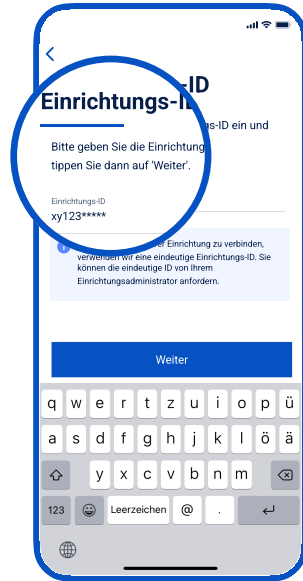 -ID
Einrichtungs-I
gs-ID ein und
Bitte geben Sie die Einrichtung
tippen Sie dann auf 'Weiter'.
Einrichtungs-ID
xy123*****
er Einrichtung zu verbinden,
verwenden wir eine eindeutige Einrichtungs-ID. Sie
können die eindeutige ID von Ihrem
Einrichtungsadministrator anfordern.
Weiter
q w e r t z u i o p ü
a s d f g h j k l ö ä
y x c v b n m
123 Leerzeichen @ .